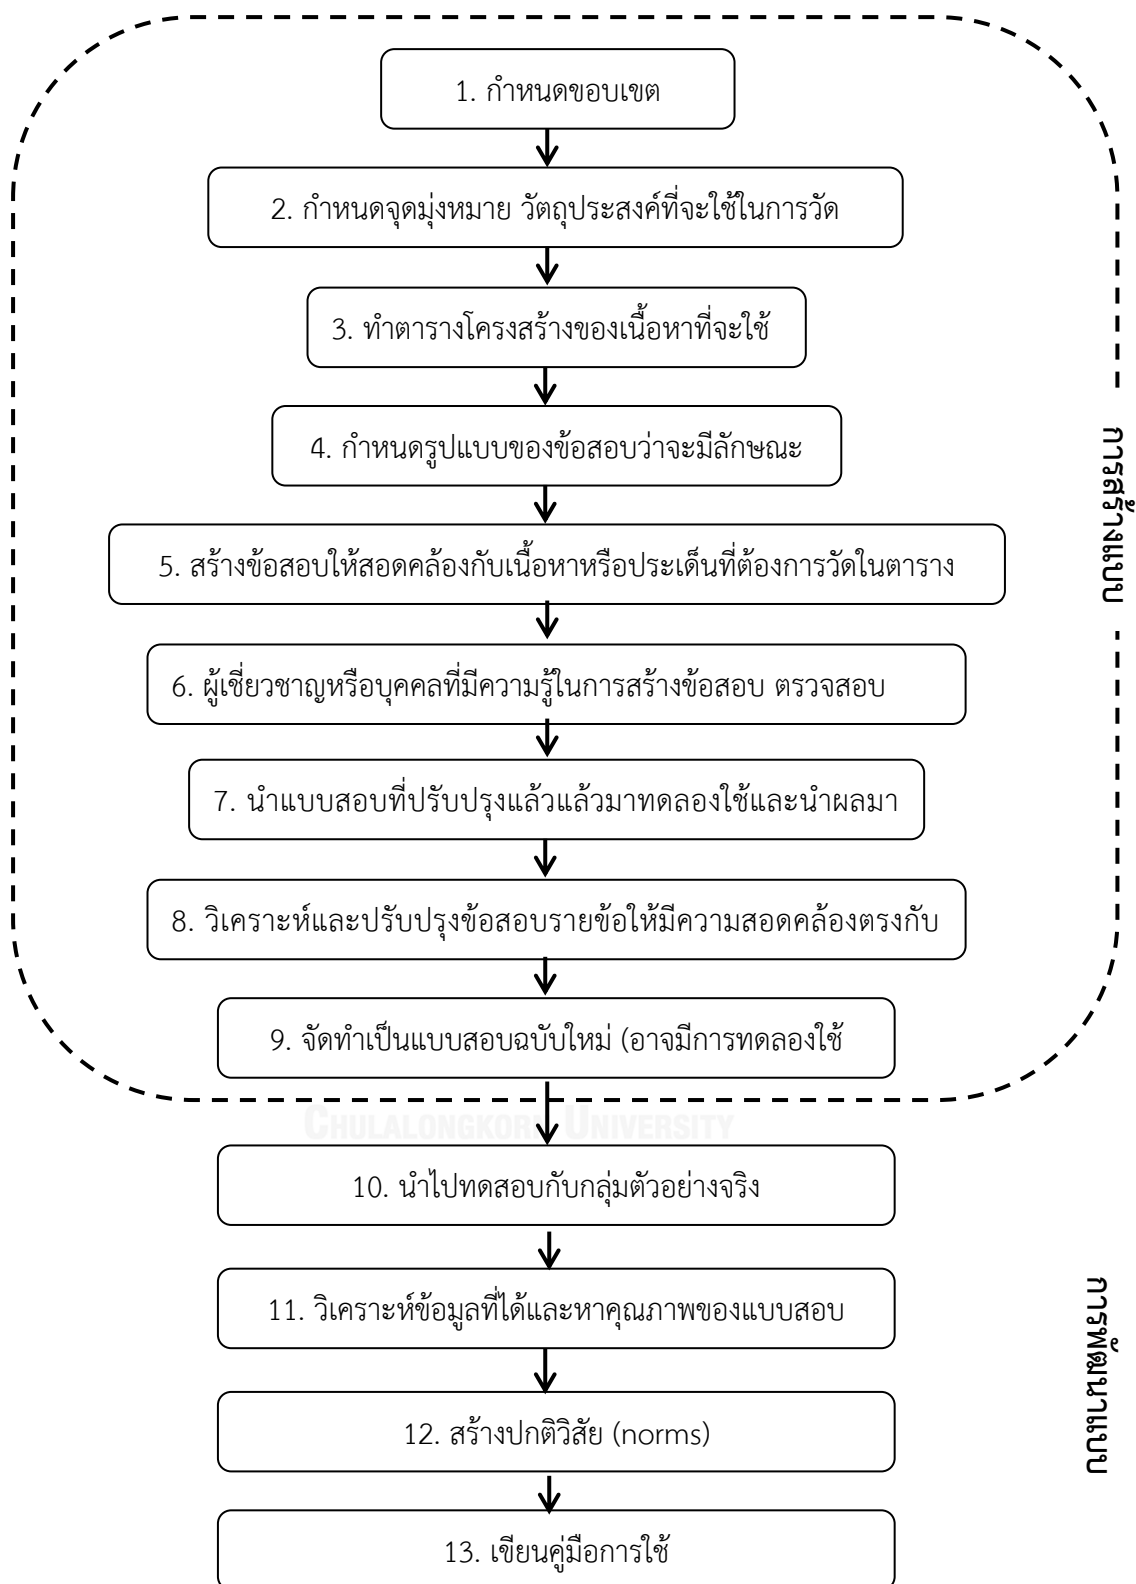 1. กำหนดขอบเขต
2. กำหนดจุดมุ่งหมาย วัตถุประสงค์ที่จะใช้ในการวัด
3. ทำตารางโครงสร้างของเนื้อหาที่จะใช้
4. กำหนดรูปแบบของข้อสอบว่าจะมีลักษณะ
5. สร้างข้อสอบให้สอดคล้องกับเนื้อหาหรือประเด็นที่ต้องการวัดในตาราง
6. ผู้เชี่ยวชาญหรือบุคคลที่มีความรู้ในการสร้างข้อสอบ ตรวจสอบ
7. นำแบบสอบที่ปรับปรุงแล้วแล้วมาทดลองใช้และนำผลมา
8. วิเคราะห์และปรับปรุงข้อสอบรายข้อให้มีความสอดคล้องตรงกับ
9. จัดทำเป็นแบบสอบฉบับใหม่ (อาจมีการทดลองใช้
การสร้างแบบ
CHULALONGKORN UNIVERSITY
10. นำไปทดสอบกับกลุ่มตัวอย่างจริง
11. วิเคราะห์ข้อมูลที่ได้และหาคุณภาพของแบบสอบ
12. สร้างปกติวิสัย (norms)
13. เขียนคู่มือการใช้
การพัฒนาแบบ